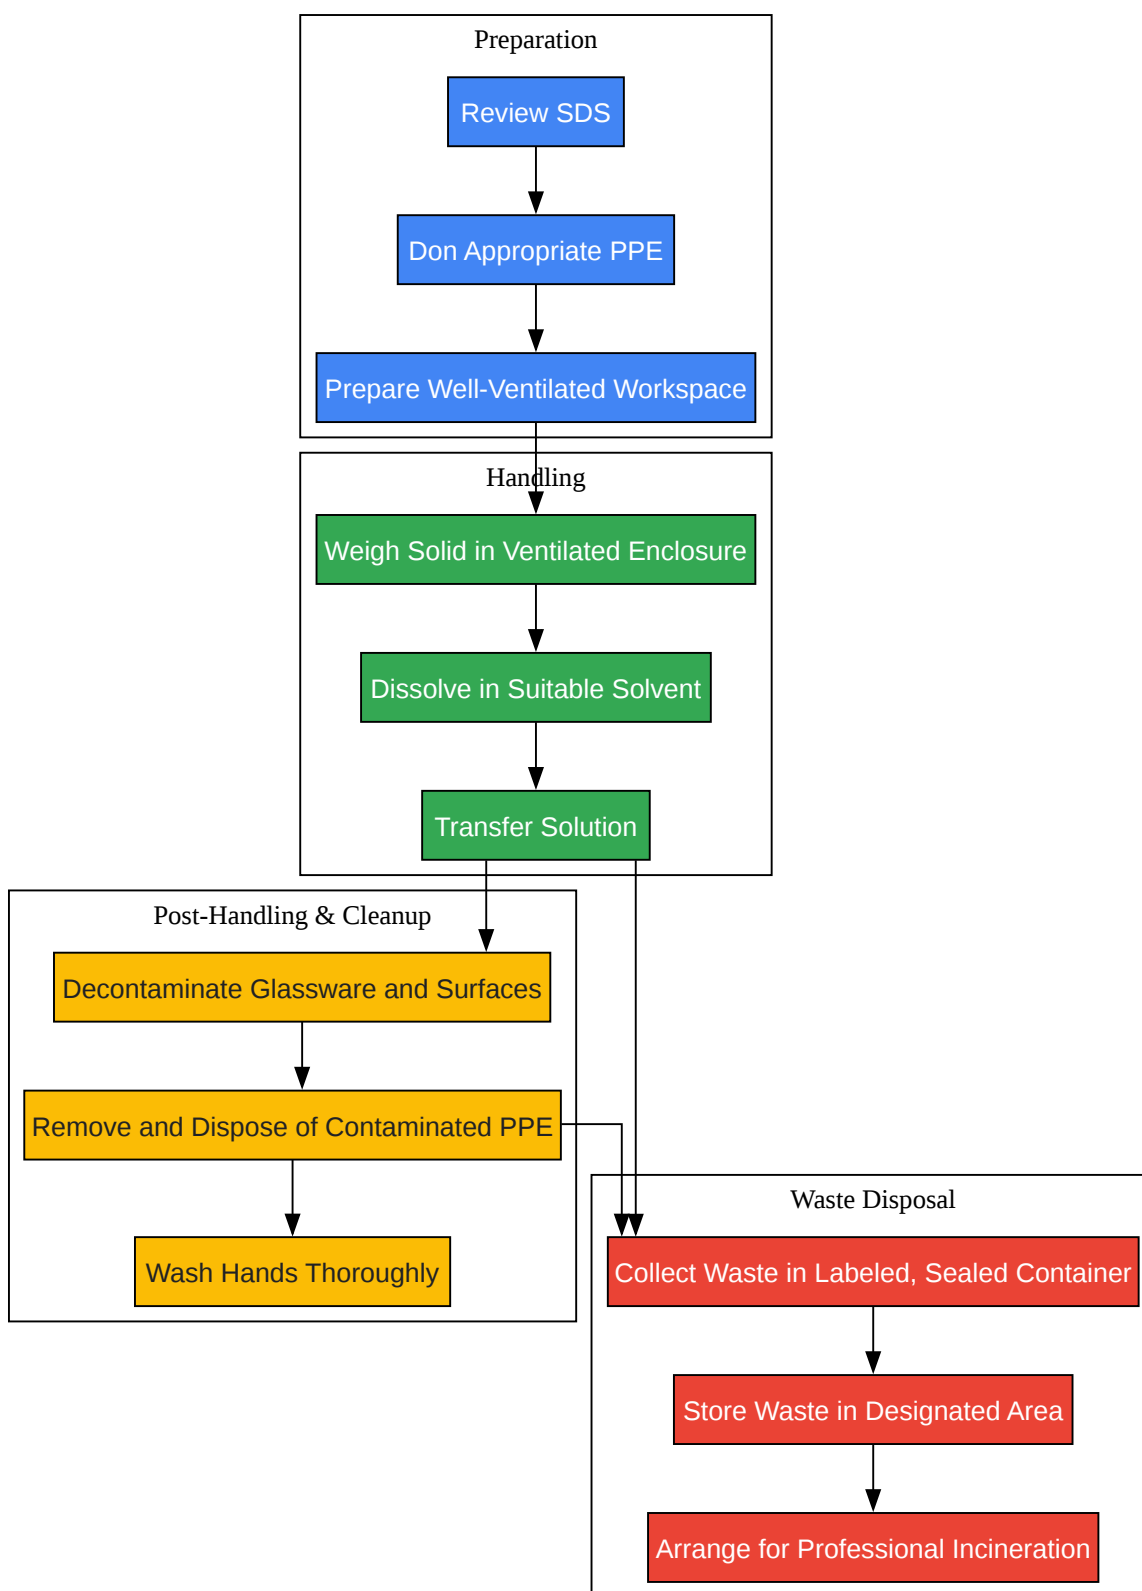 Preparation
Review SDS
Don Appropriate PPE
Prepare Well-Ventilated Workspace
Handling
Weigh Solid in Ventilated Enclosure
Dissolve in Suitable Solvent
Transfer Solution
Post-Handling & Cleanup
Decontaminate Glassware and Surfaces
Remove and Dispose of Contaminated PPE
Wash Hands Thoroughly
Waste Disposal
Collect Waste in Labeled, Sealed Container
Store Waste in Designated Area
Arrange for Professional Incineration